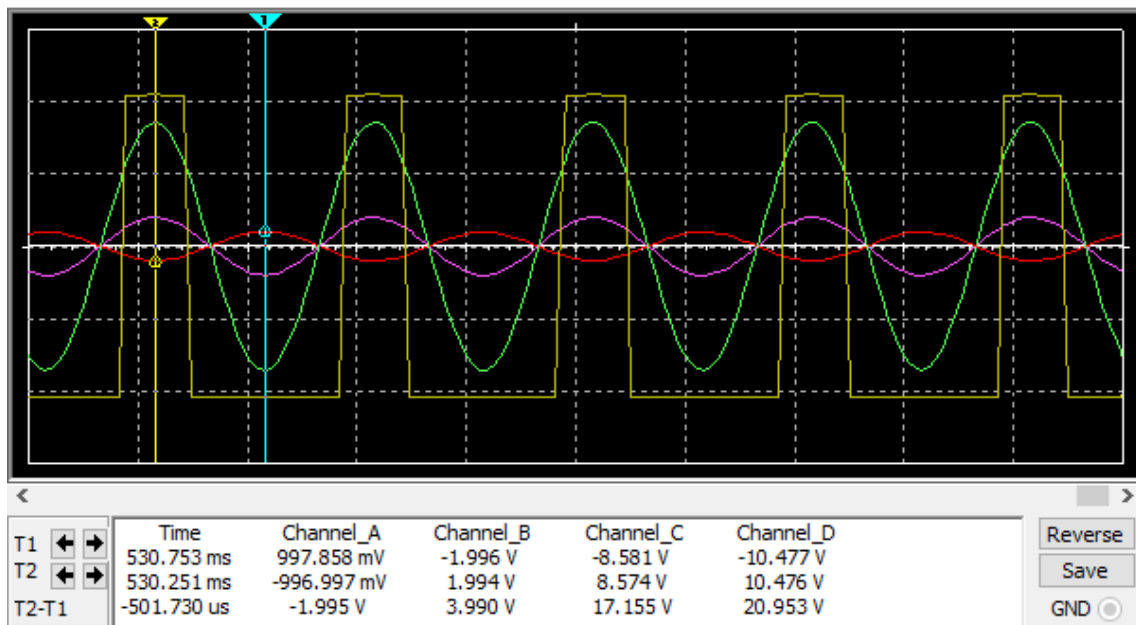 2 1
Time Channel_A Channel_B Channel_C Channel_D
T1 530.753 ms 997.858 mV -1.996 V -8.581 V -10.477 V
T2 530.251 ms -996.997 mV 1.994 V 8.574 V 10.476 V
T2-T1 -501.730 us -1.995 V 3.990 V 17.155 V 20.953 V
Reverse
Save
GND